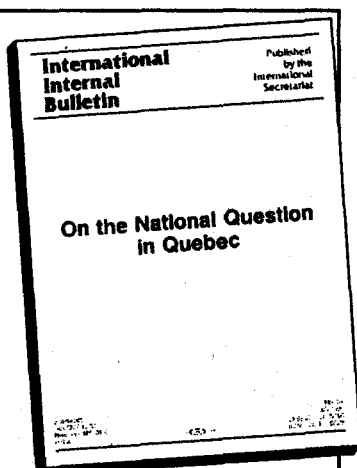 International
Internal
Bulletin
Published
by the
International
Secretariat
On the National Question
in Quebec